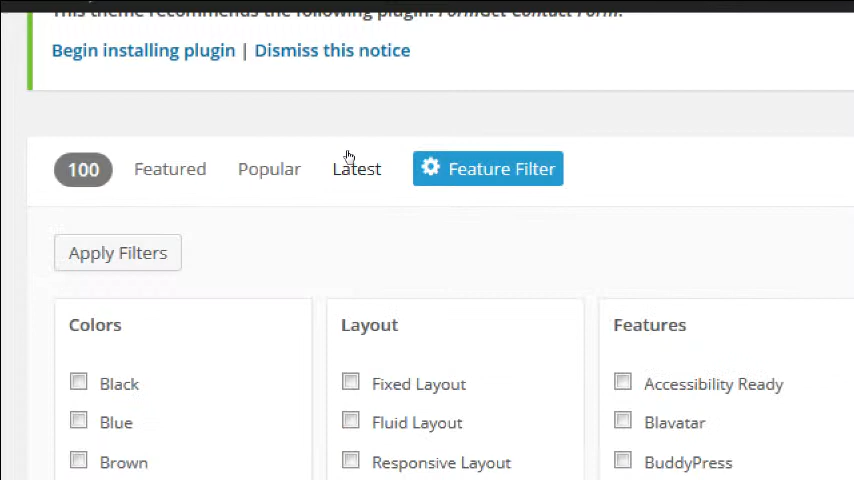 This theme recommends the following plugin: FormGet Contact Form.
Begin installing plugin | Dismiss this notice
100 Featured Popular Latest Feature Filter
Apply Filters
Colors Layout Features
Black Fixed Layout Accessibility Ready
Blue Fluid Layout Blavatar
Brown Responsive Layout BuddyPress